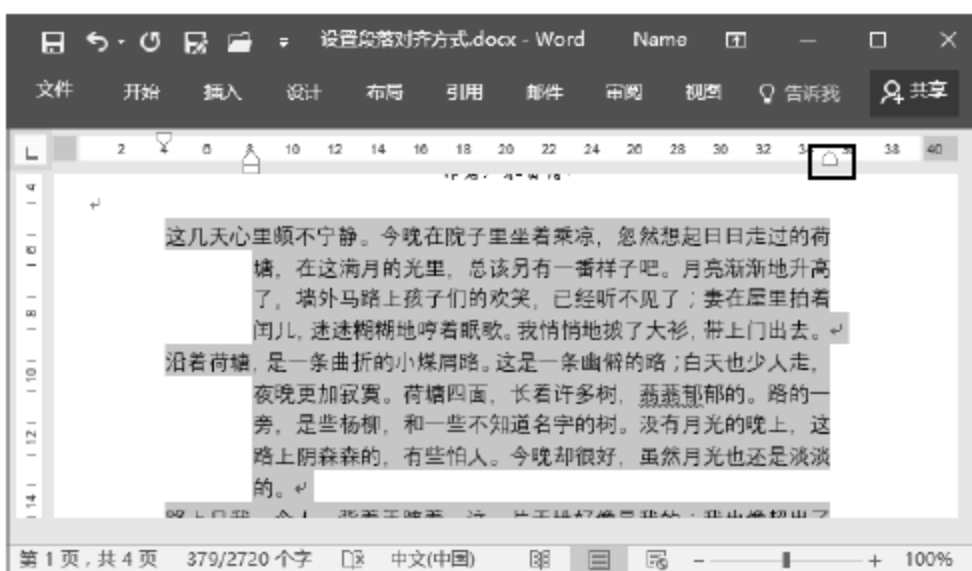 设置段落对齐方式.docx - Word Name
文件 开始 插入 设计 布局 引用 邮件 审阅 视图 告诉我 共享
2 4 6 8 10 12 14 16 18 20 22 24 26 28 30 32 34 36 38 40
这几天心里颇不宁静。今晚在院子里坐着乘凉，忽然想起日日走过的荷
塘，在这满月的光里，总该另有一番样子吧。月亮渐渐地升高
了，墙外马路上孩子们的欢笑，已经听不见了；妻在屋里拍着
闰儿，迷迷糊糊地哼着眠歌。我悄悄地披了大衫，带上门出去。
沿着荷塘，是一条曲折的小煤屑路。这是一条幽僻的路；白天也少人走，
夜晚更加寂寞。荷塘四面，长着许多树，蓊蓊郁郁的。路的一
旁，是些杨柳，和一些不知道名字的树。没有月光的晚上，这
路上阴森森的，有些怕人。今晚却很好，虽然月光也还是淡淡
的。
第1页，共4页 379/2720个字 中文(中国) 100%